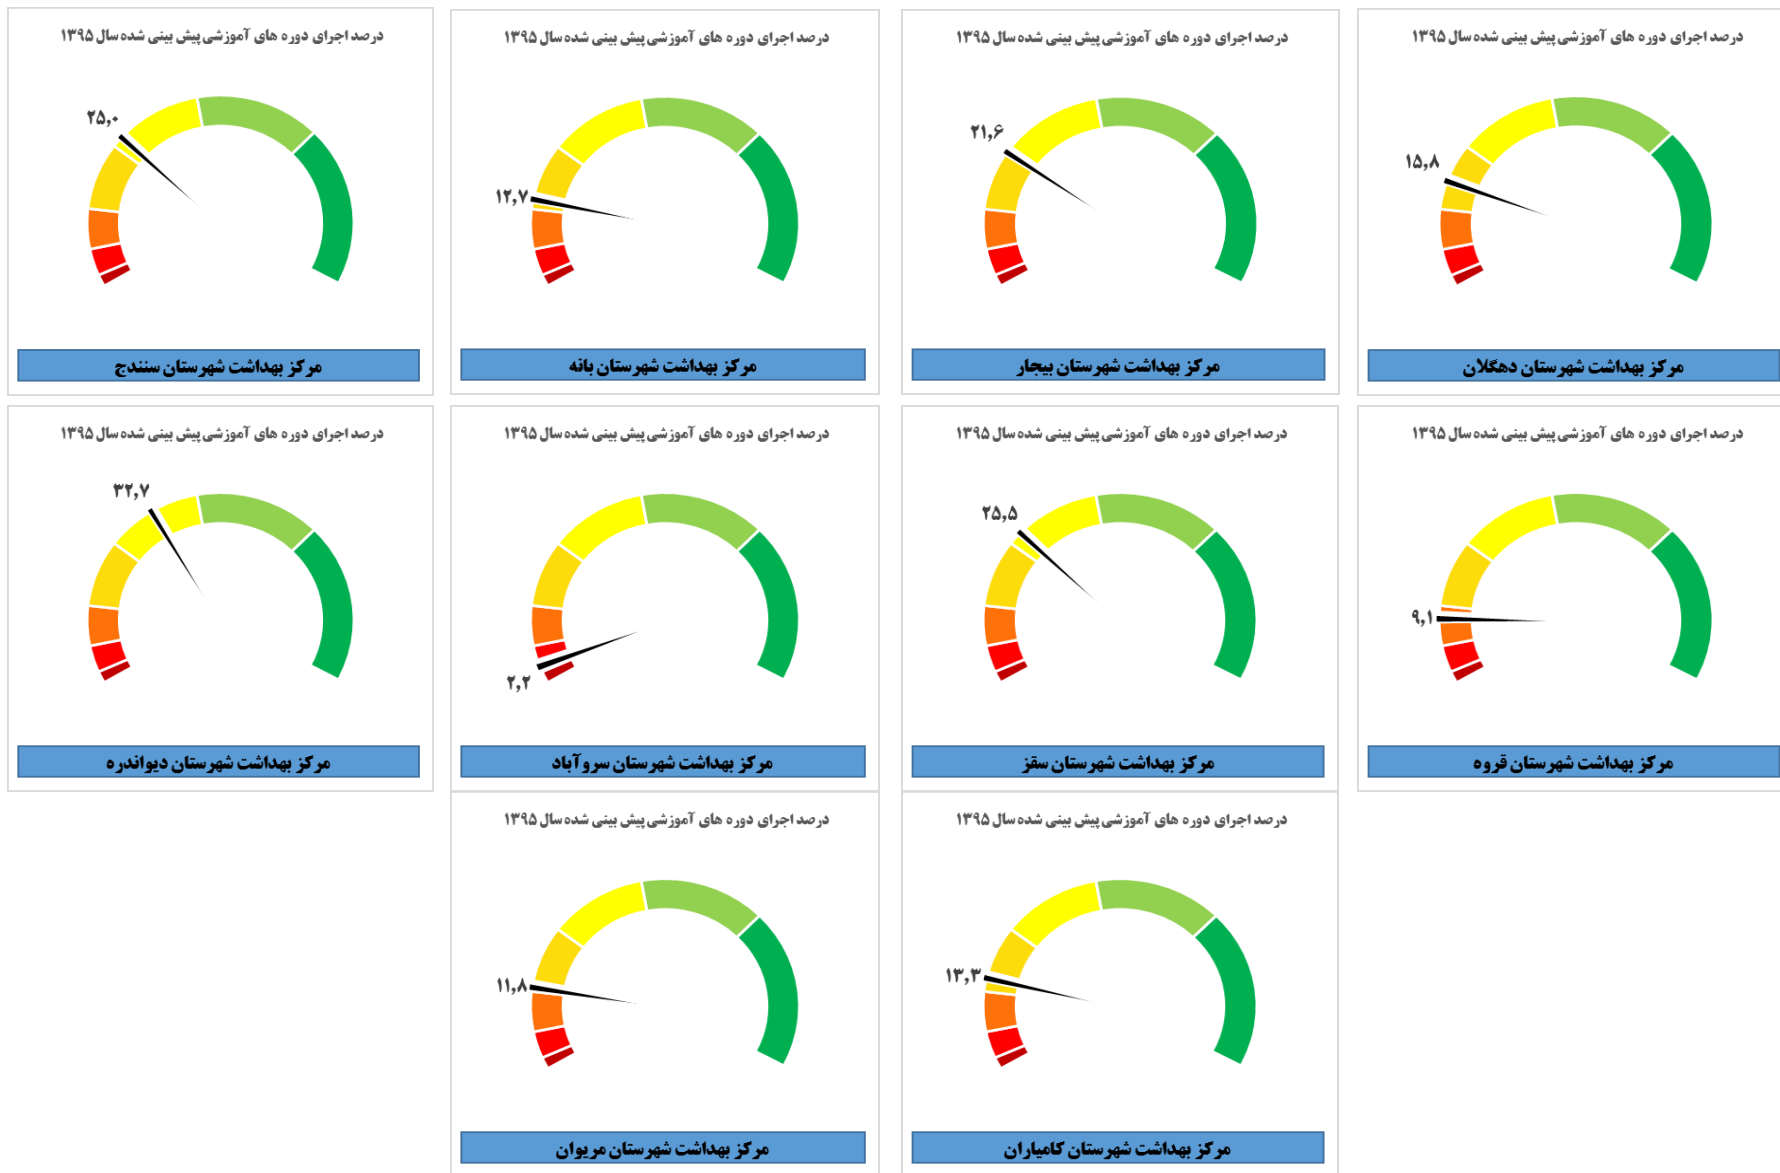 درصد اجرای دوره های آموزشی پیش بینی شده سال ۱۳۹۵
۱۵,۸
مرکز بهداشت شهرستان دهگلان
درصد اجرای دوره های آموزشی پیش بینی شده سال ۱۳۹۵
۲۱,۶
مرکز بهداشت شهرستان بیجار
درصد اجرای دوره های آموزشی پیش بینی شده سال ۱۳۹۵
۱۲,۷
مرکز بهداشت شهرستان بانه
درصد اجرای دوره های آموزشی پیش بینی شده سال ۱۳۹۵
۲۵,۰
مرکز بهداشت شهرستان سنندج
درصد اجرای دوره های آموزشی پیش بینی شده سال ۱۳۹۵
۹,۱
مرکز بهداشت شهرستان قروه
درصد اجرای دوره های آموزشی پیش بینی شده سال ۱۳۹۵
۲۵,۵
مرکز بهداشت شهرستان سقز
درصد اجرای دوره های آموزشی پیش بینی شده سال ۱۳۹۵
۲,۲
مرکز بهداشت شهرستان سروآباد
درصد اجرای دوره های آموزشی پیش بینی شده سال ۱۳۹۵
۳۲,۷
مرکز بهداشت شهرستان دیواندره
درصد اجرای دوره های آموزشی پیش بینی شده سال ۱۳۹۵
۱۳,۳
مرکز بهداشت شهرستان کامیاران
درصد اجرای دوره های آموزشی پیش بینی شده سال ۱۳۹۵
۱۱,۸
مرکز بهداشت شهرستان مریوان